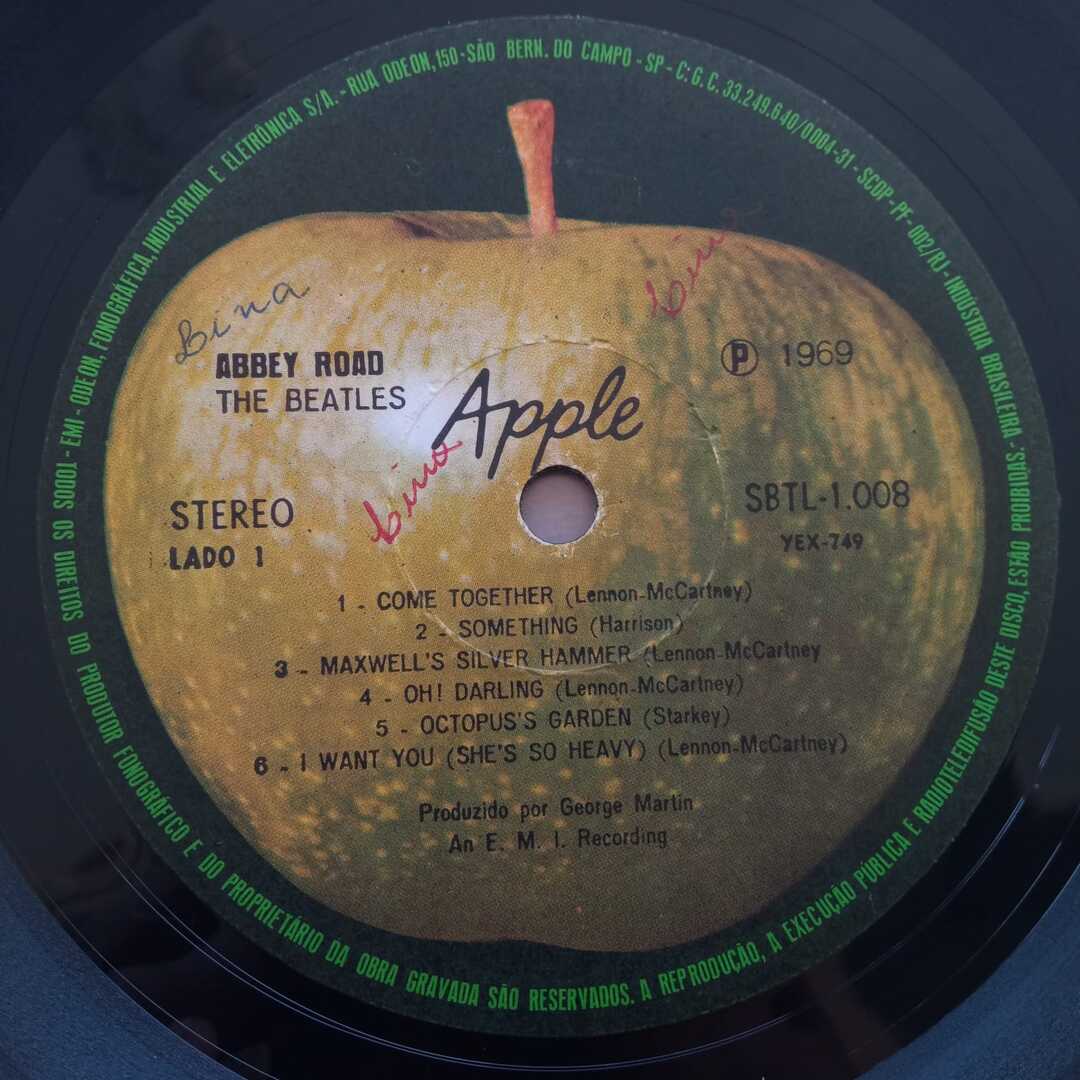 EMI - ODEON, FONOGRÁFICA, INDUSTRIAL E ELETRÔNICA S/A. - RUA ODEON, 150 - SÃO BERN. DO CAMPO - SP - C.G.C. 33.249.640/0004-31 - SCDP-PF-002/RJ - INDÚSTRIA BRASILEIRA
Lina
Lina
ABBEY ROAD
THE BEATLES
Apple
℗ 1969
Lina
STEREO
LADO 1
SBTL-1.008
YEX-749
1 - COME TOGETHER (Lennon-McCartney)
2 - SOMETHING (Harrison)
3 - MAXWELL'S SILVER HAMMER (Lennon-McCartney
4 - OH! DARLING (Lennon-McCartney)
5 - OCTOPUS'S GARDEN (Starkey)
6 - I WANT YOU (SHE'S SO HEAVY) (Lennon-McCartney)
Produzido por George Martin
An E. M. I. Recording
TODOS OS DIREITOS DO PRODUTOR FONOGRÁFICO E DO PROPRIETÁRIO DA OBRA GRAVADA SÃO RESERVADOS. A REPRODUÇÃO, A EXECUÇÃO PÚBLICA E RADIOTELEDIFUSÃO DESTE DISCO, ESTÃO PROIBIDAS.-